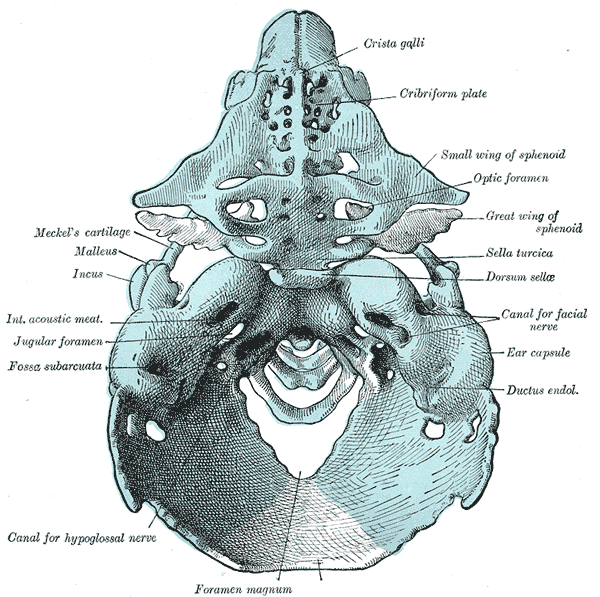 Crista galli
Cribriform plate
Small wing of sphenoid
Optic foramen
Great wing of
sphenoid
Meckel's cartilage
Malleus
Sella turcica
Incus
Dorsum sellæ
Int. acoustic meat.
Canal for facial
nerve
Jugular foramen
Ear capsule
Fossa subarcuata
Ductus endol.
Canal for hypoglossal nerve
Foramen magnum